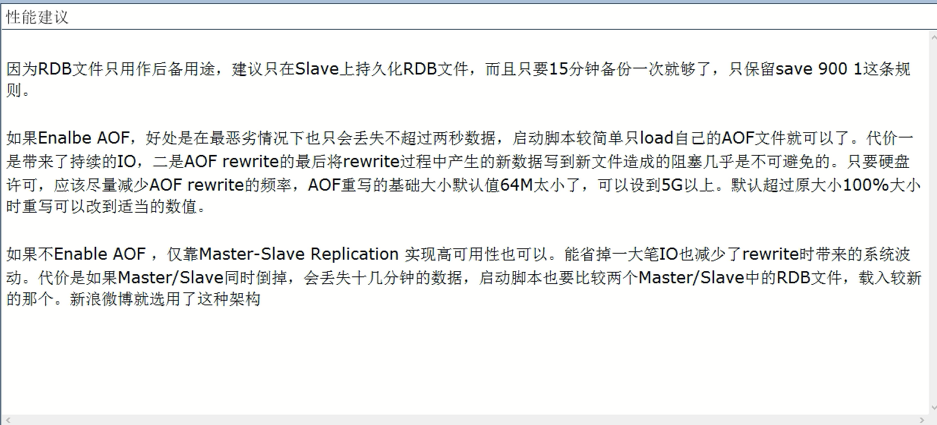 性能建议
因为RDB文件只用作后备用途，建议只在Slave上持久化RDB文件，而且只要15分钟备份一次就够了，只保留save 900 1这条规
则。
如果Enalbe AOF，好处是在最恶劣情况下也只会丢失不超过两秒数据，启动脚本较简单只load自己的AOF文件就可以了。代价一
是带来了持续的IO，二是AOF rewrite的最后将rewrite过程中产生的新数据写到新文件造成的阻塞几乎是不可避免的。只要硬盘
许可，应该尽量减少AOF rewrite的频率，AOF重写的基础大小默认值64M太小了，可以设到5G以上。默认超过原大小100%大小
时重写可以改到适当的数值。
如果不Enable AOF ，仅靠Master-Slave Replication 实现高可用性也可以。能省掉一大笔IO也减少了rewrite时带来的系统波
动。代价是如果Master/Slave同时倒掉，会丢失十几分钟的数据，启动脚本也要比较两个Master/Slave中的RDB文件，载入较新
的那个。新浪微博就选用了这种架构